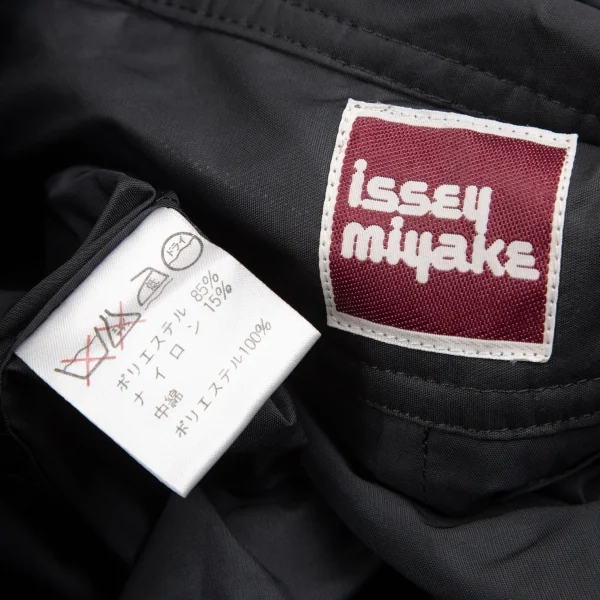 issey
miyake
ドライ
ポリエステル 85%
ナイロン 15%
中綿
ポリエステル100%